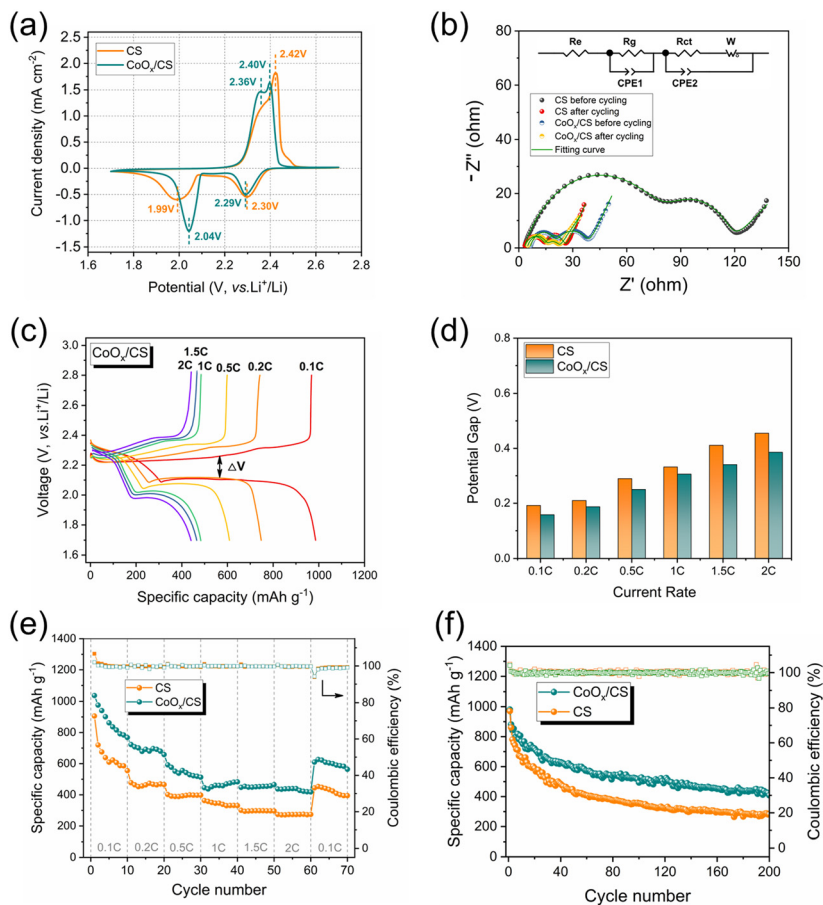 (a)
CS
CoOₓ/CS
2.42V
2.40V
2.36V
1.99V
2.04V
2.29V
2.30V
Current density (mA cm⁻²)
2.5
2.0
1.5
1.0
0.5
0.0
-0.5
-1.0
-1.5
1.6 1.8 2.0 2.2 2.4 2.6 2.8
Potential (V, vs.Li⁺/Li)
(b)
Re Rg Rct W
CPE1 CPE2
CS before cycling
CS after cycling
CoOₓ/CS before cycling
CoOₓ/CS after cycling
Fitting curve
-Z'' (ohm)
80
60
40
20
0
0 30 60 90 120 150
Z' (ohm)
(c)
CoOₓ/CS
1.5C
2C 1C 0.5C 0.2C 0.1C
ΔV
Voltage (V, vs.Li⁺/Li)
3.0
2.8
2.6
2.4
2.2
2.0
1.8
1.6
0 200 400 600 800 1000 1200
Specific capacity (mAh g⁻¹)
(d)
CS
CoOₓ/CS
Potential Gap (V)
0.8
0.6
0.4
0.2
0.0
0.1C 0.2C 0.5C 1C 1.5C 2C
Current Rate
(e)
CS
CoOₓ/CS
Specific capacity (mAh g⁻¹)
1400
1200
1000
800
600
400
200
0
100
80
60
40
20
0
Coulombic efficiency (%)
0.1C 0.2C 0.5C 1C 1.5C 2C 0.1C
0 10 20 30 40 50 60 70
Cycle number
(f)
CoOₓ/CS
CS
Specific capacity (mAh g⁻¹)
1400
1200
1000
800
600
400
200
0
100
80
60
40
20
0
Coulombic efficiency (%)
0 40 80 120 160 200
Cycle number